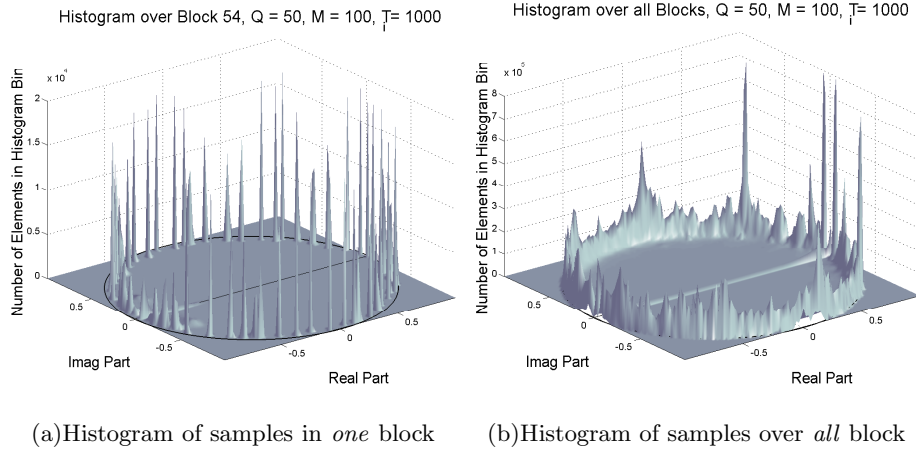 Histogram over Block 54, Q = 50, M = 100, T_i= 1000
Number of Elements in Histogram Bin
x 10^4
2
1.5
1
0.5
0
0.5
0
-0.5
Imag Part
-0.5
0
0.5
Real Part
(a)Histogram of samples in one block
Histogram over all Blocks, Q = 50, M = 100, T_i= 1000
Number of Elements in Histogram Bin
x 10^5
8
7
6
5
4
3
2
1
0
0.5
0
-0.5
Imag Part
-0.5
0
0.5
Real Part
(b)Histogram of samples over all block